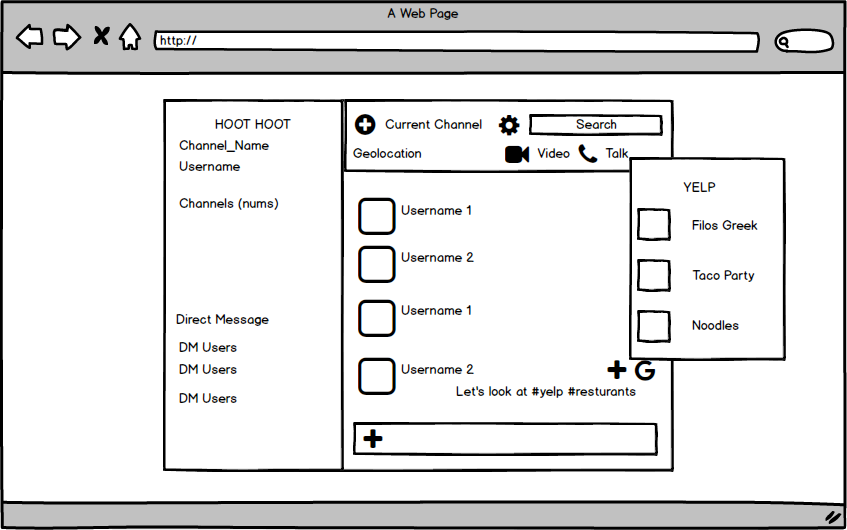 A Web Page
http://
HOOT HOOT
Channel_Name
Username
Channels (nums)
Direct Message
DM Users
DM Users
DM Users
Current Channel
Search
Geolocation
Video
Talk
Username 1
Username 2
Username 1
Username 2
Let's look at #yelp #resturants
YELP
Filos Greek
Taco Party
Noodles